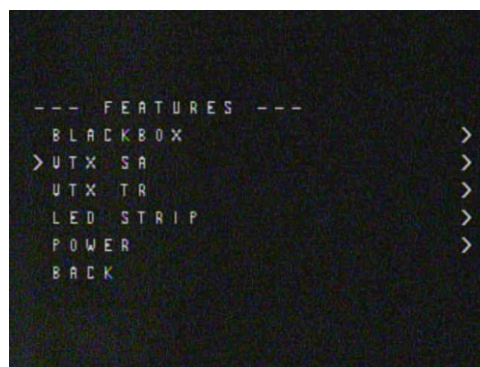 --- FEATURES ---
BLACKBOX >
>VTX SA >
VTX TR >
LED STRIP >
POWER >
BACK